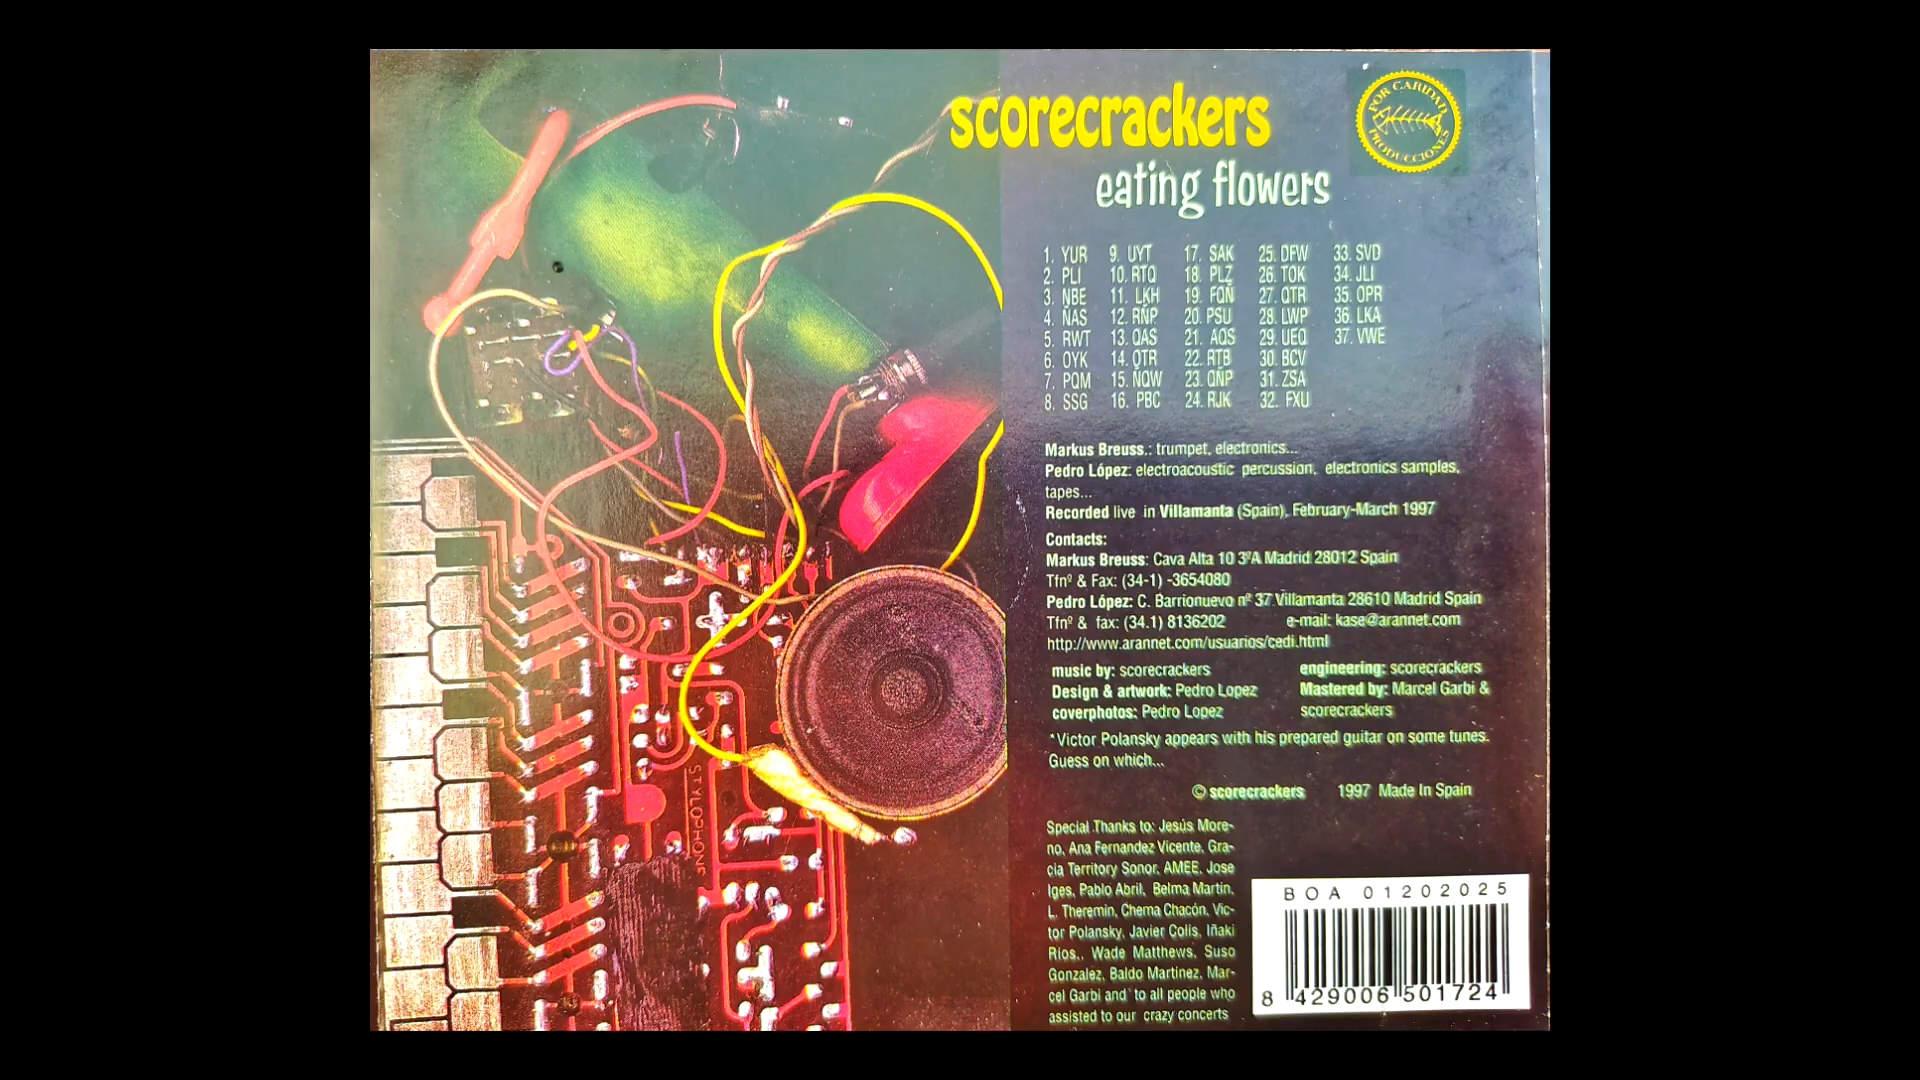 scorecrackers
POR CARIDAD
PRODUCCIONES
eating flowers
1. YUR 9. UYT 17. SAK 25. DFW 33. SVD
2. PLI 10. RTQ 18. PLZ 26. TOK 34. JLI
3. NBE 11. LKH 19. FQÑ 27. QTR 35. OPR
4. ÑAS 12. RÑP 20. PSU 28. LWP 36. LKA
5. RWT 13. QAS 21. AQS 29. UEQ 37. VWE
6. OYK 14. QTR 22. RTB 30. BCV
7. PQM 15. ÑQW 23. QÑP 31. ZSA
8. SSG 16. PBC 24. RJK 32. FXU
Markus Breuss.: trumpet, electronics...
Pedro López: electroacoustic percussion, electronics samples,
tapes...
Recorded live in Villamanta (Spain), February-March 1997
Contacts:
Markus Breuss: Cava Alta 10 3ºA Madrid 28012 Spain
Tfnº & Fax: (34-1) -3654080
Pedro López: C. Barrionuevo nº 37 Villamanta 28610 Madrid Spain
Tfnº & fax: (34.1) 8136202 e-mail: kase@arannet.com
http://www.arannet.com/usuarios/cedi.html
music by: scorecrackers engineering: scorecrackers
Design & artwork: Pedro Lopez Mastered by: Marcel Garbi &
coverphotos: Pedro Lopez scorecrackers
*Victor Polansky appears with his prepared guitar on some tunes.
Guess on which...
© scorecrackers 1997 Made In Spain
Special Thanks to: Jesús More-
no, Ana Fernandez Vicente, Gra-
cia Territory Sonor, AMEE, Jose
Iges, Pablo Abril, Belma Martin,
L. Theremin, Chema Chacón, Vic-
tor Polansky, Javier Colis, Iñaki
Rios., Wade Matthews, Suso
Gonzalez, Baldo Martinez, Mar-
cel Garbi and to all people who
assisted to our crazy concerts
BOA 01202025
8 429006 501724
STYLOPHONE